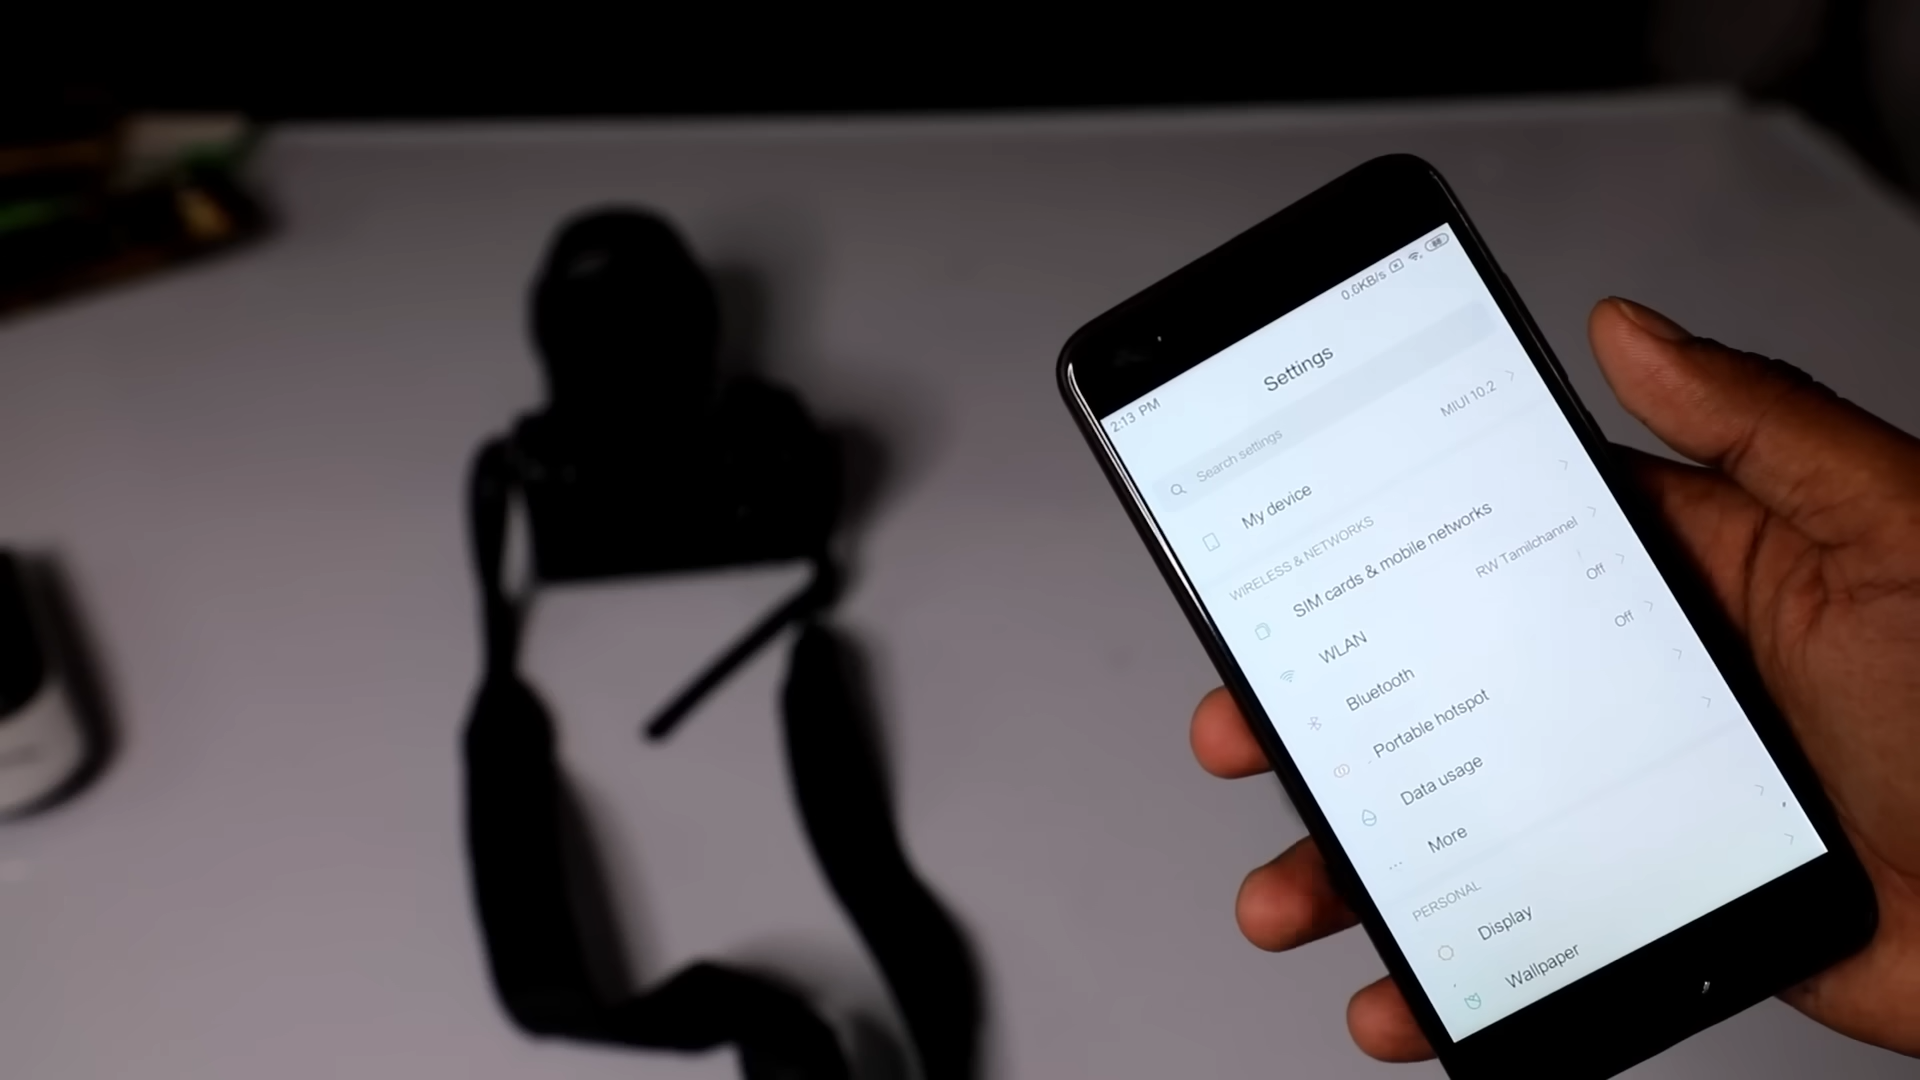 2:13 PM 0.0KB/s
Settings
Search settings
My device MIUI 10.2
WIRELESS & NETWORKS
SIM cards & mobile networks
WLAN RW Tamilchannel
Bluetooth Off
Portable hotspot Off
Data usage
More
PERSONAL
Display
Wallpaper